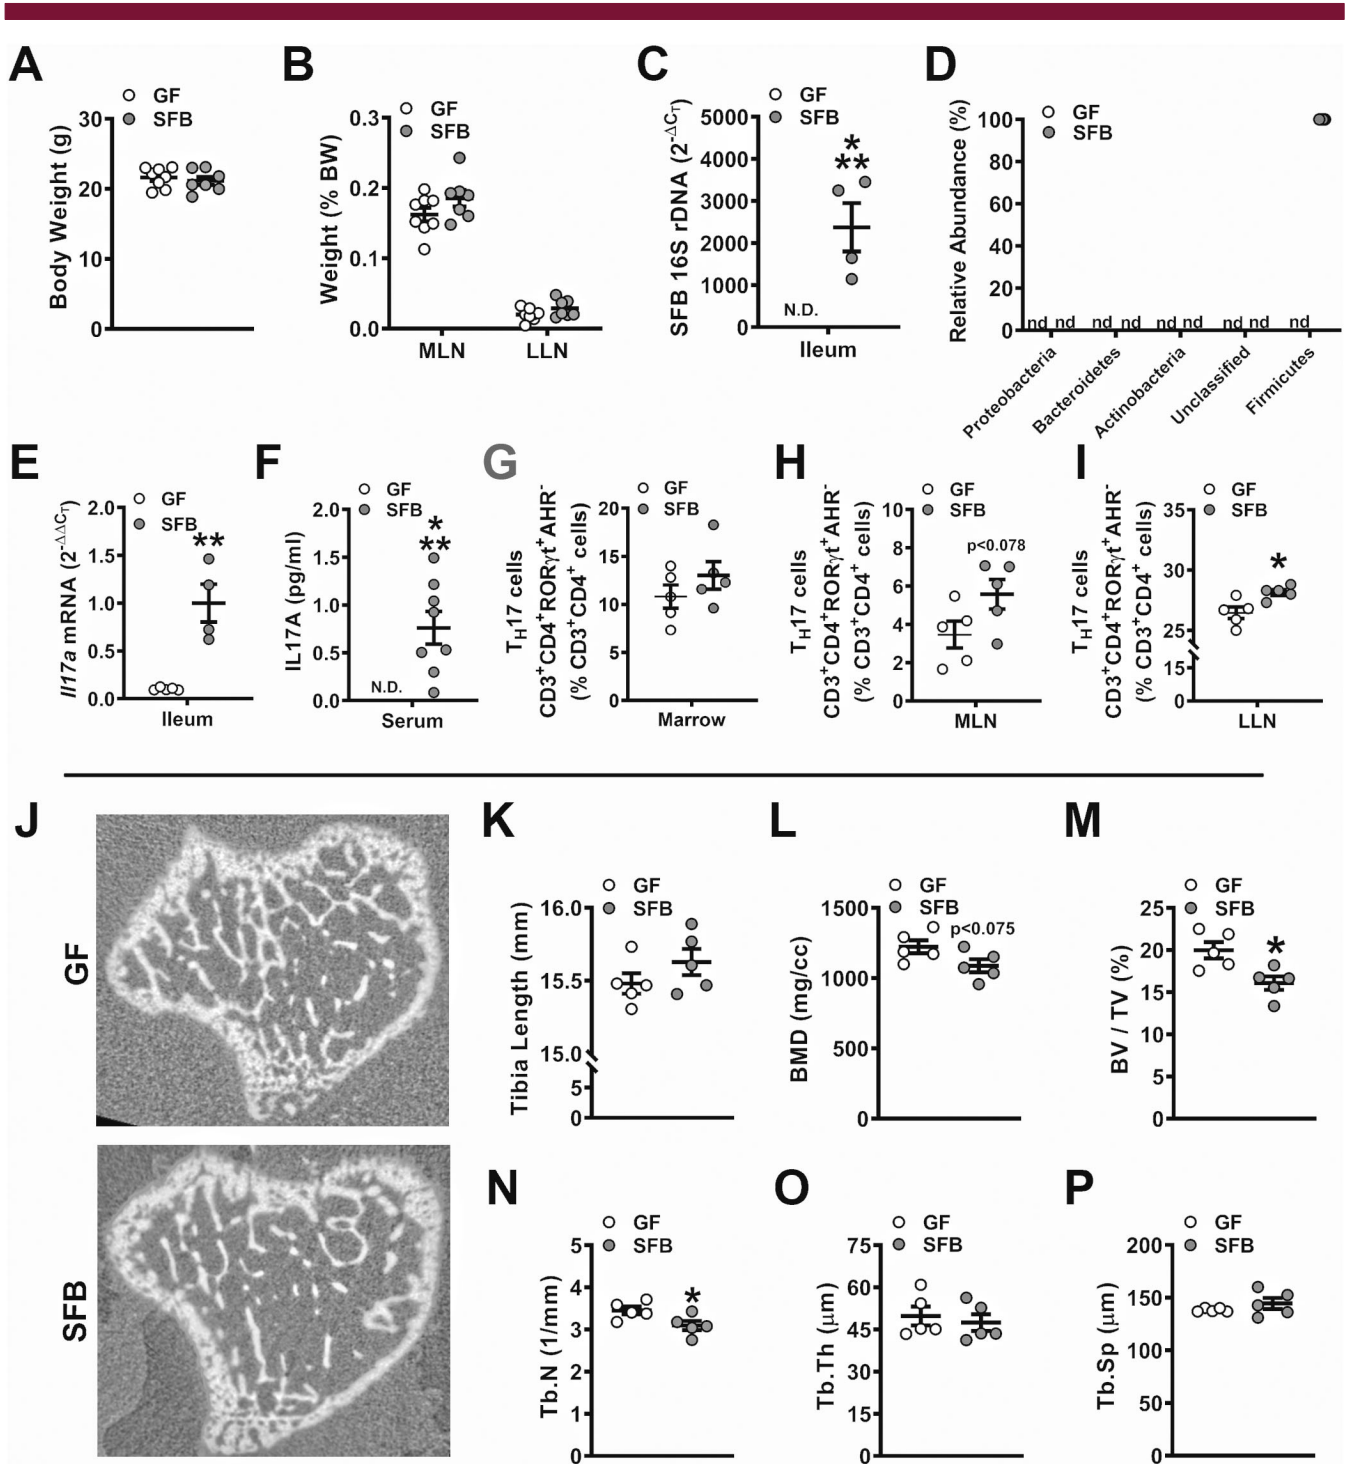 A
GF
SFB
Body Weight (g)
30
20
10
0
B
GF
SFB
Weight (% BW)
0.3
0.2
0.1
0.0
MLN
LLN
C
GF
SFB
SFB 16S rDNA (2^-ΔC_T)
5000
4000
3000
2000
1000
0
*
**
N.D.
Ileum
D
GF
SFB
Relative Abundance (%)
100
80
60
40
20
0
nd nd nd nd nd nd nd nd nd
Proteobacteria
Bacteroidetes
Actinobacteria
Unclassified
Firmicutes
E
GF
SFB
Il17a mRNA (2^-ΔΔC_T)
2.0
1.5
1.0
0.5
0.0
**
Ileum
F
GF
SFB
IL17A (pg/ml)
2.0
1.5
1.0
0.5
0.0
*
**
N.D.
Serum
G
GF
SFB
T_H17 cells
CD3⁺CD4⁺RORγt⁺AHR⁻
(% CD3⁺CD4⁺ cells)
20
15
10
5
0
Marrow
H
GF
SFB
T_H17 cells
CD3⁺CD4⁺RORγt⁺AHR⁻
(% CD3⁺CD4⁺ cells)
10
8
6
4
2
0
p<0.078
MLN
I
GF
SFB
T_H17 cells
CD3⁺CD4⁺RORγt⁺AHR⁻
(% CD3⁺CD4⁺ cells)
35
30
25
15
0
*
LLN
J
GF
SFB
K
GF
SFB
Tibia Length (mm)
16.0
15.5
15.0
5
0
L
GF
SFB
BMD (mg/cc)
1500
1000
500
0
p<0.075
M
GF
SFB
BV / TV (%)
25
20
15
10
5
0
*
N
GF
SFB
Tb.N (1/mm)
5
4
3
2
1
0
*
O
GF
SFB
Tb.Th (µm)
75
60
45
30
15
0
P
GF
SFB
Tb.Sp (µm)
200
150
100
50
0